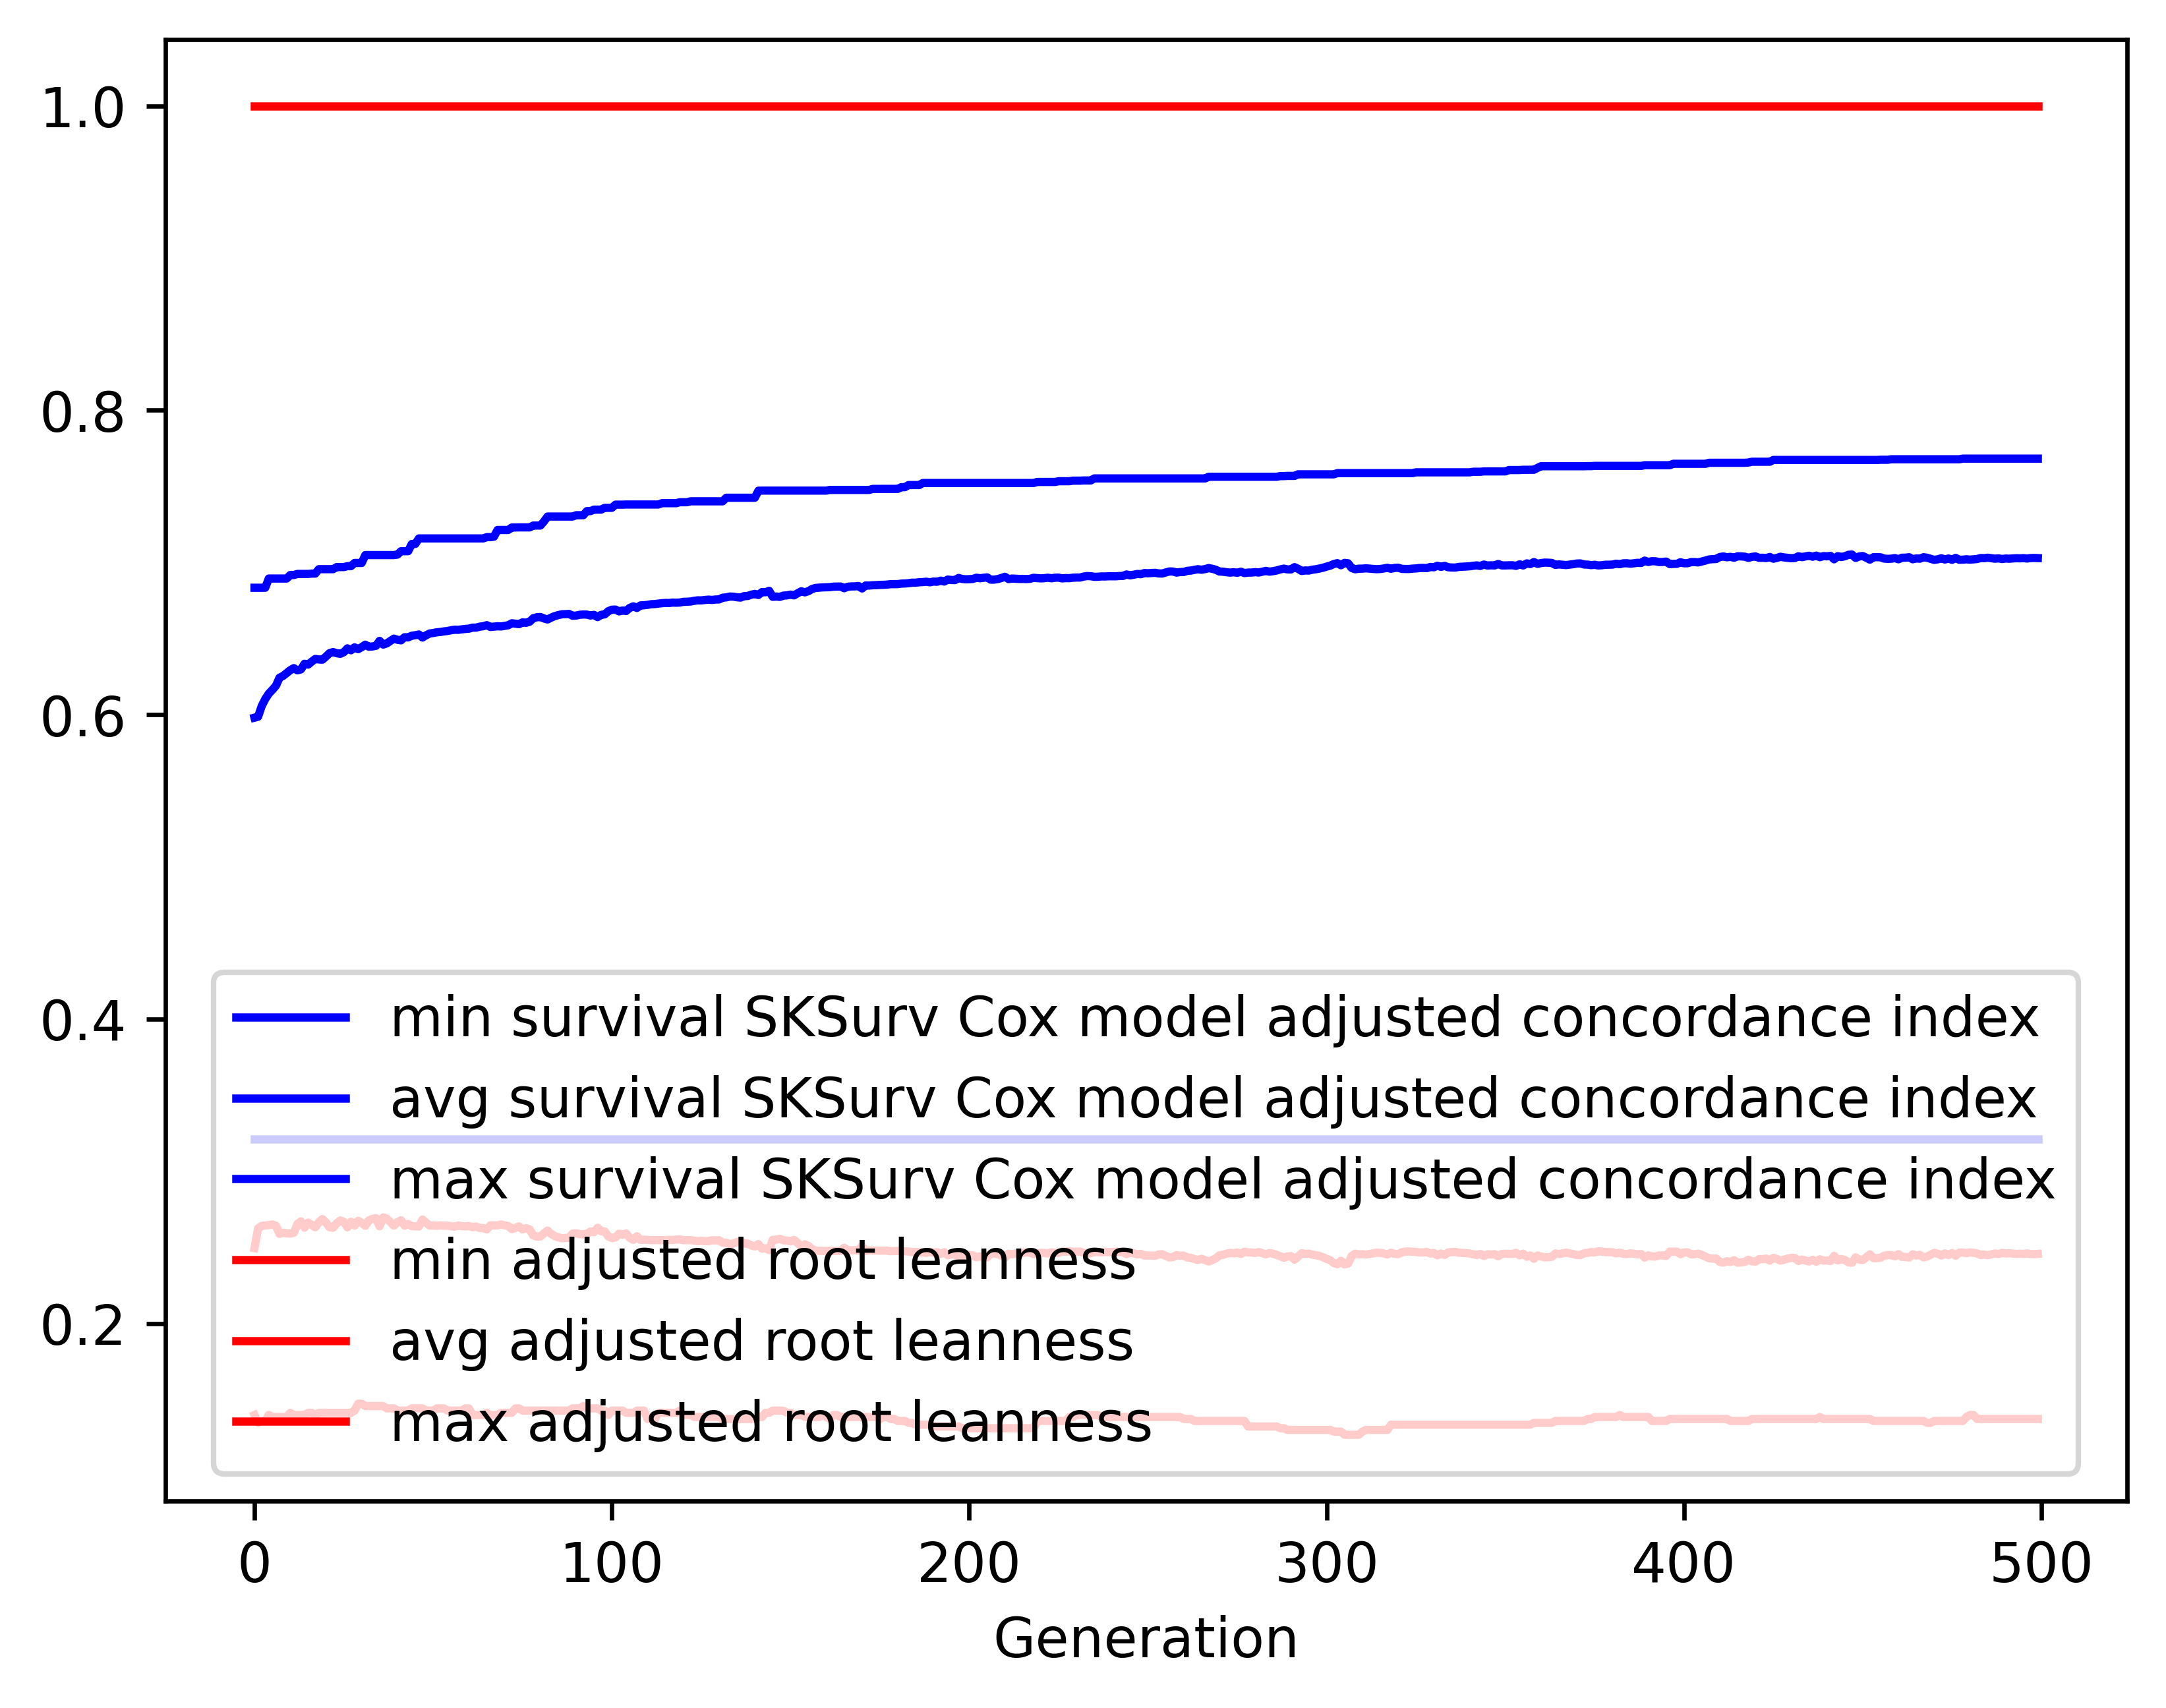 1.0
0.8
0.6
0.4
0.2
min survival SKSurv Cox model adjusted concordance index
avg survival SKSurv Cox model adjusted concordance index
max survival SKSurv Cox model adjusted concordance index
min adjusted root leanness
avg adjusted root leanness
max adjusted root leanness
0 100 200 300 400 500
Generation